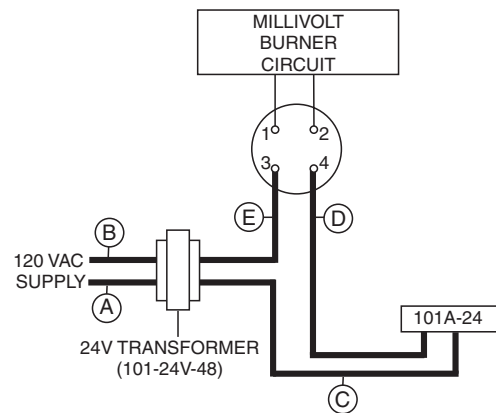 MILLIVOLT
BURNER
CIRCUIT
1 2
3 4
E D
B
120 VAC
SUPPLY
A
101A-24
24V TRANSFORMER
(101-24V-48)
C